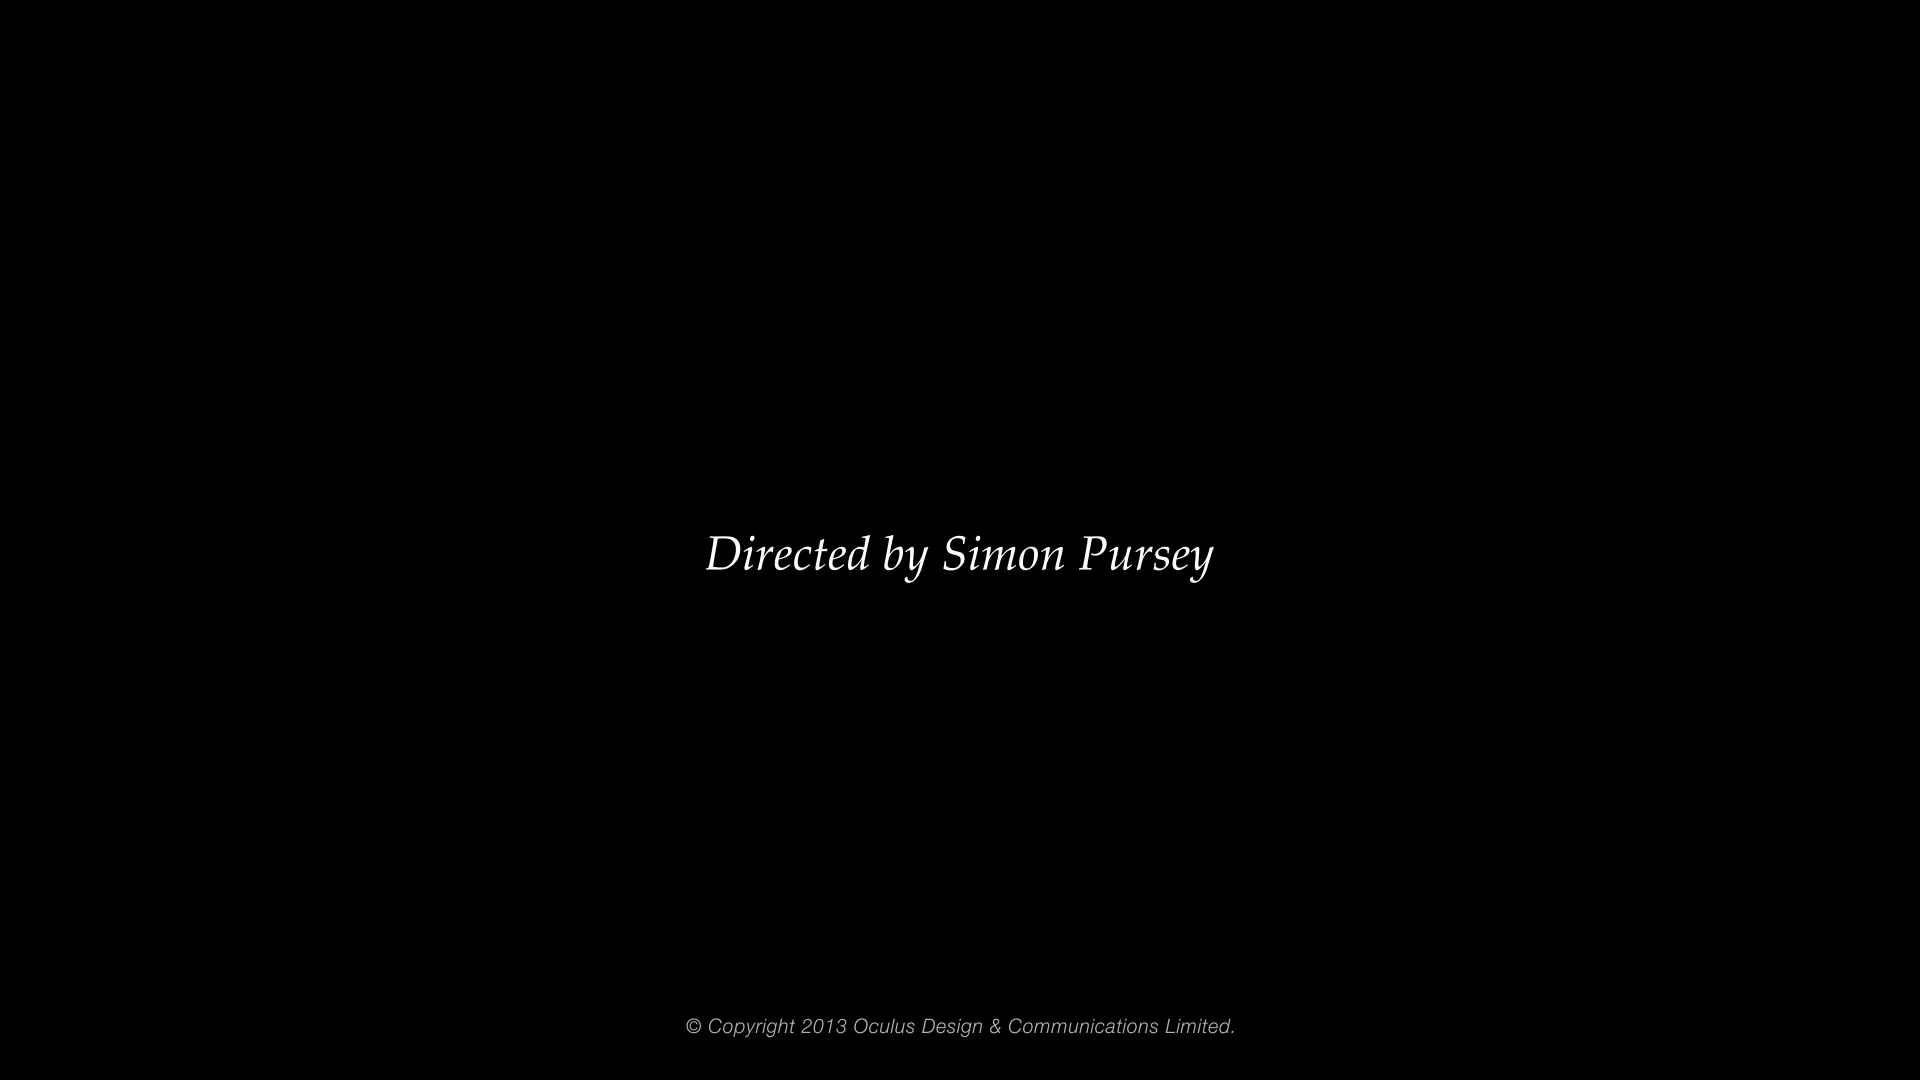 Directed by Simon Pursey
© Copyright 2013 Oculus Design & Communications Limited.